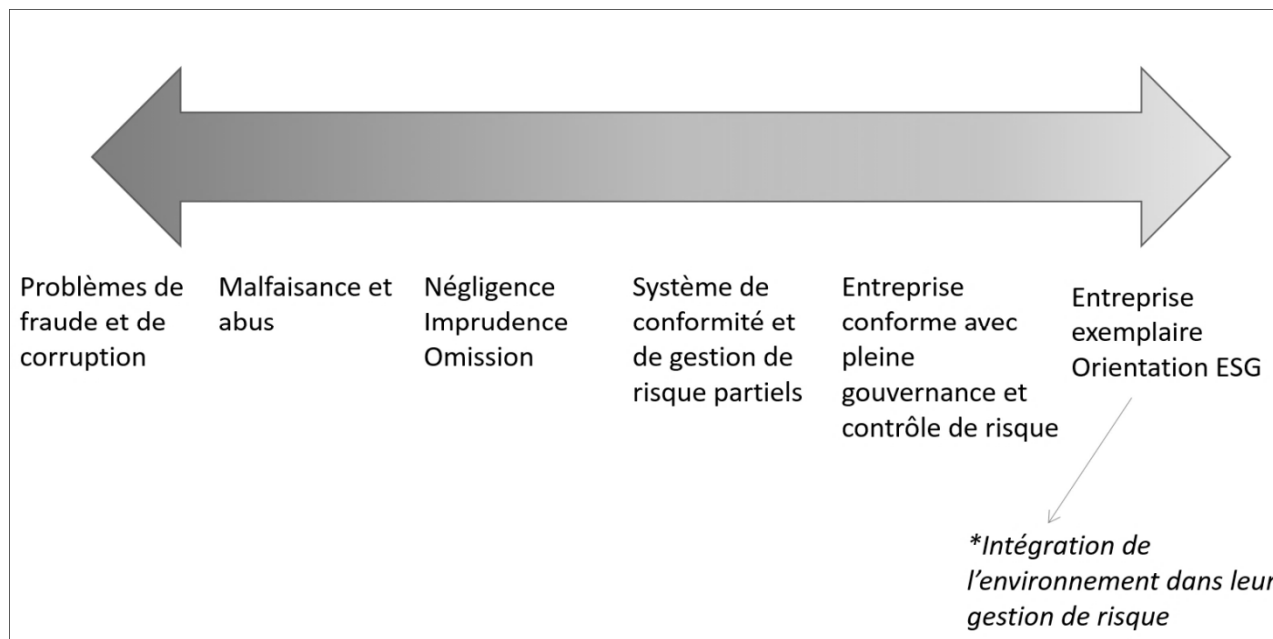 Problèmes de
fraude et de
corruption
Malfaisance et
abus
Négligence
Imprudence
Omission
Système de
conformité et
de gestion de
risque partiels
Entreprise
conforme avec
pleine
gouvernance et
contrôle de risque
Entreprise
exemplaire
Orientation ESG
*Intégration de
l'environnement dans leur
gestion de risque